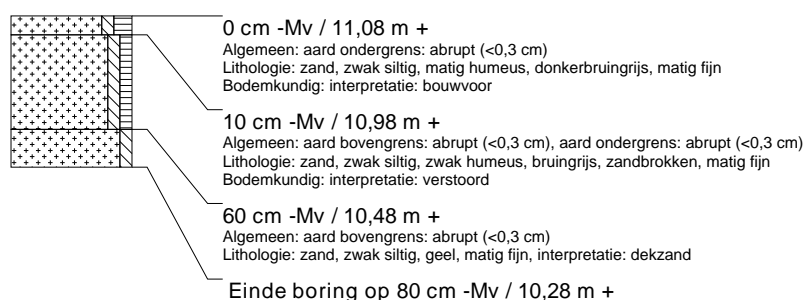 0 cm -Mv / 11,08 m +
Algemeen: aard ondergrens: abrupt (<0,3 cm)
Lithologie: zand, zwak siltig, matig humeus, donkerbruingrijs, matig fijn
Bodemkundig: interpretatie: bouwvoor
10 cm -Mv / 10,98 m +
Algemeen: aard bovengrens: abrupt (<0,3 cm), aard ondergrens: abrupt (<0,3 cm)
Lithologie: zand, zwak siltig, zwak humeus, bruingrijs, zandbrokken, matig fijn
Bodemkundig: interpretatie: verstoord
60 cm -Mv / 10,48 m +
Algemeen: aard bovengrens: abrupt (<0,3 cm)
Lithologie: zand, zwak siltig, geel, matig fijn, interpretatie: dekzand
Einde boring op 80 cm -Mv / 10,28 m +